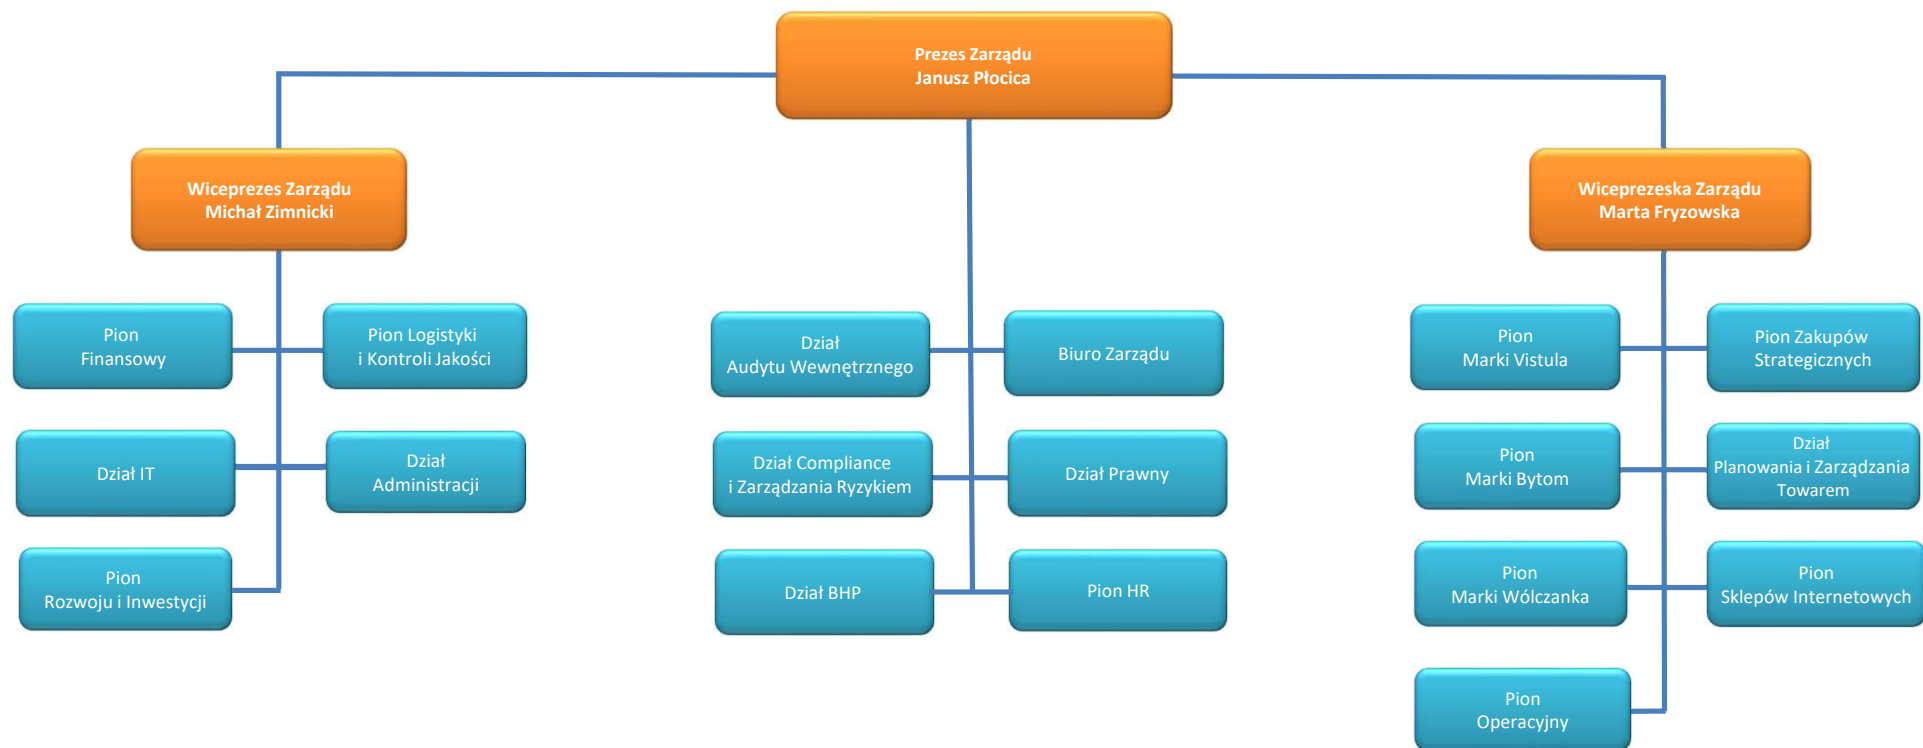 Prezes Zarządu
Janusz Płocica
Wiceprezes Zarządu
Michał Zimnicki
Wiceprezeska Zarządu
Marta Fryzowska
Pion
Finansowy
Pion Logistyki
i Kontroli Jakości
Dział IT
Dział
Administracji
Pion
Rozwoju i Inwestycji
Dział
Audytu Wewnętrznego
Biuro Zarządu
Dział Compliance
i Zarządzania Ryzykiem
Dział Prawny
Dział BHP
Pion HR
Pion
Marki Vistula
Pion Zakupów
Strategicznych
Pion
Marki Bytom
Dział
Planowania i Zarządzania
Towarem
Pion
Marki Wólczanka
Pion
Sklepów Internetowych
Pion
Operacyjny